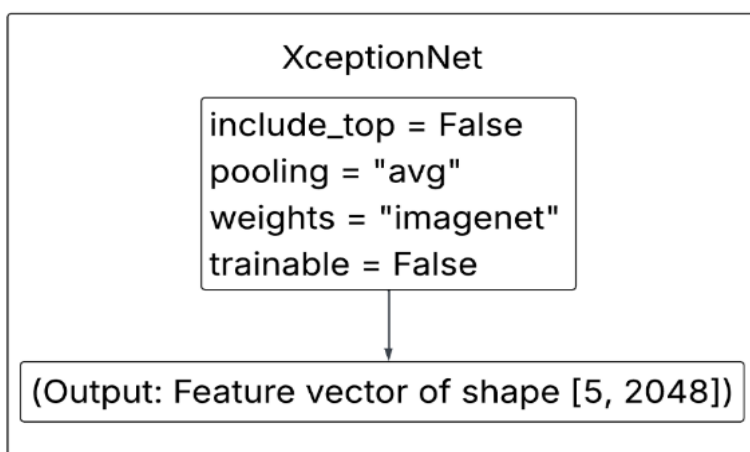 XceptionNet
include_top = False
pooling = "avg"
weights = "imagenet"
trainable = False
(Output: Feature vector of shape [5, 2048])